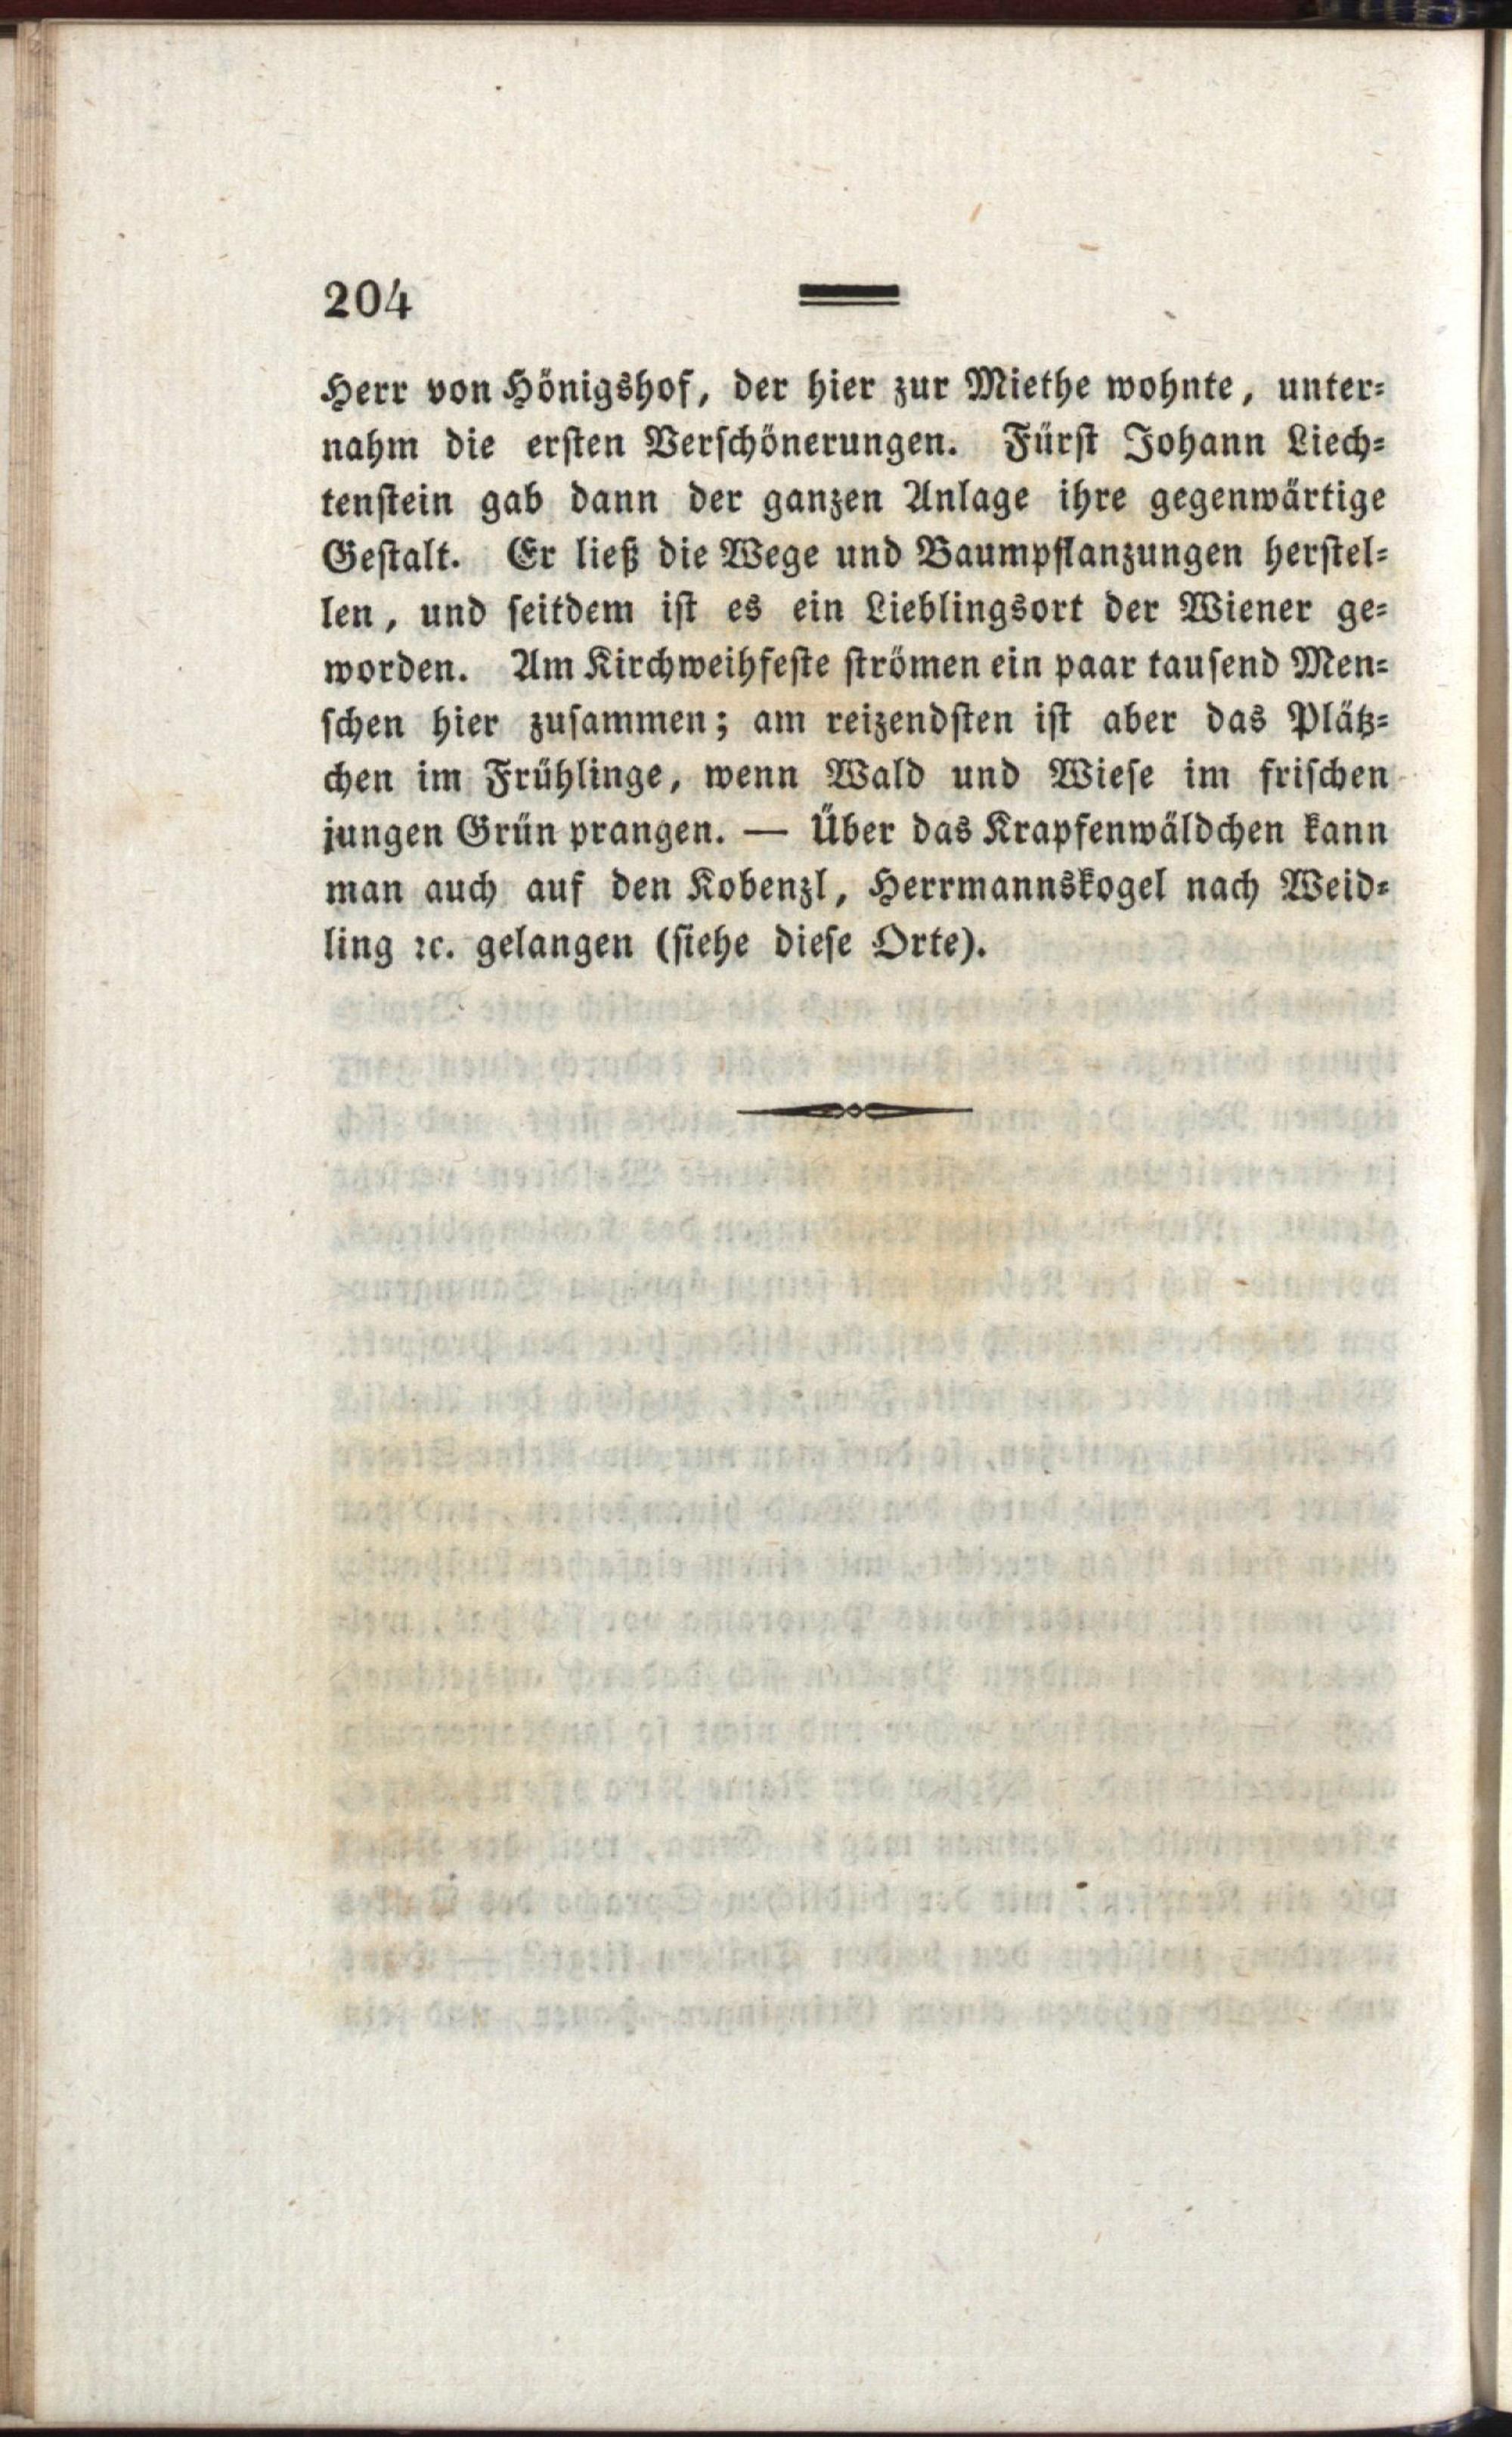 204
Herr von Hönigshof, der hier zur Miethe wohnte, unter⸗
nahm die ersten Verschönerungen. Fürst Johann Liech⸗
tenstein gab dann der ganzen Anlage ihre gegenwärtige
Gestalt. Er ließ die Wege und Baumpflanzungen herstel⸗
len, und seitdem ist es ein Lieblingsort der Wiener ge⸗
worden. Am Kirchweihfeste strömen ein paar tausend Men⸗
schen hier zusammen; am reizendsten ist aber das Plätz⸗
chen im Frühlinge, wenn Wald und Wiese im frischen
jungen Grün prangen. — Über das Krapfenwäldchen kann
man auch auf den Kobenzl, Herrmannskogel nach Weid⸗
ling ꝛc. gelangen (siehe diese Orte).